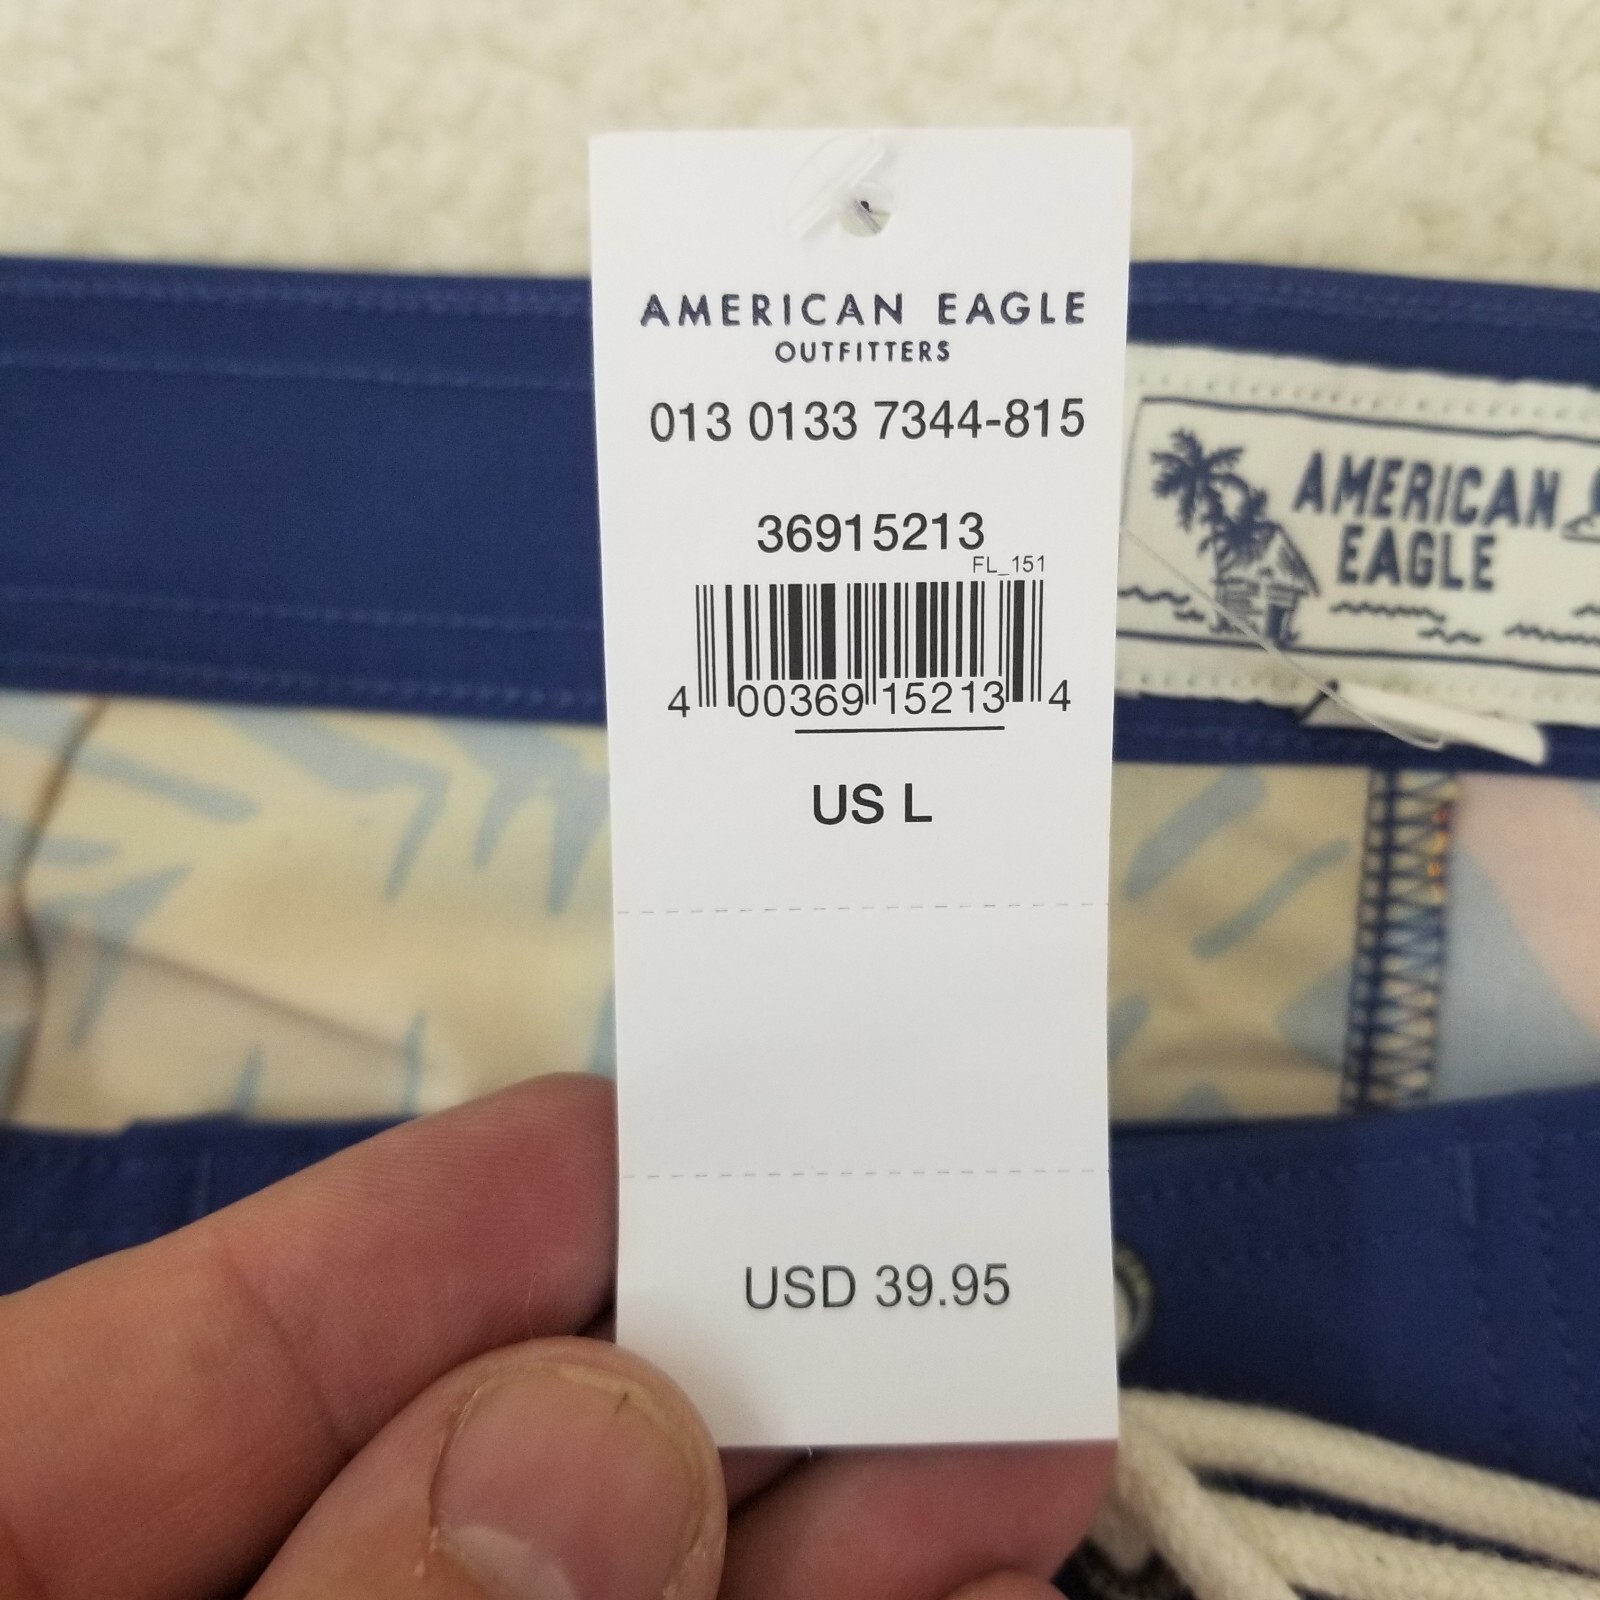 AMERICAN EAGLE
OUTFITTERS
013 0133 7344-815
36915213
FL_151
4 00369 15213 4
US L
USD 39.95
AMERICAN
EAGLE